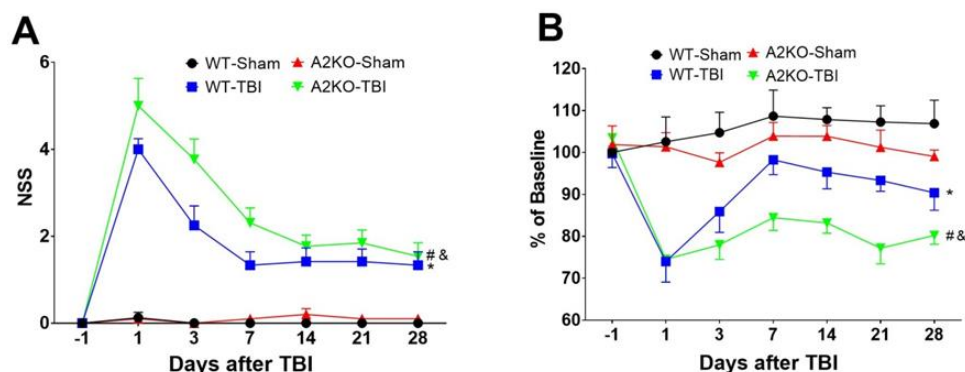 A
WT-Sham A2KO-Sham
WT-TBI A2KO-TBI
NSS
6
4
2
0
# &
*
-1 1 3 7 14 21 28
Days after TBI
B
WT-Sham A2KO-Sham
WT-TBI A2KO-TBI
% of Baseline
120
110
100
90
80
70
60
*
# &
-1 1 3 7 14 21 28
Days after TBI